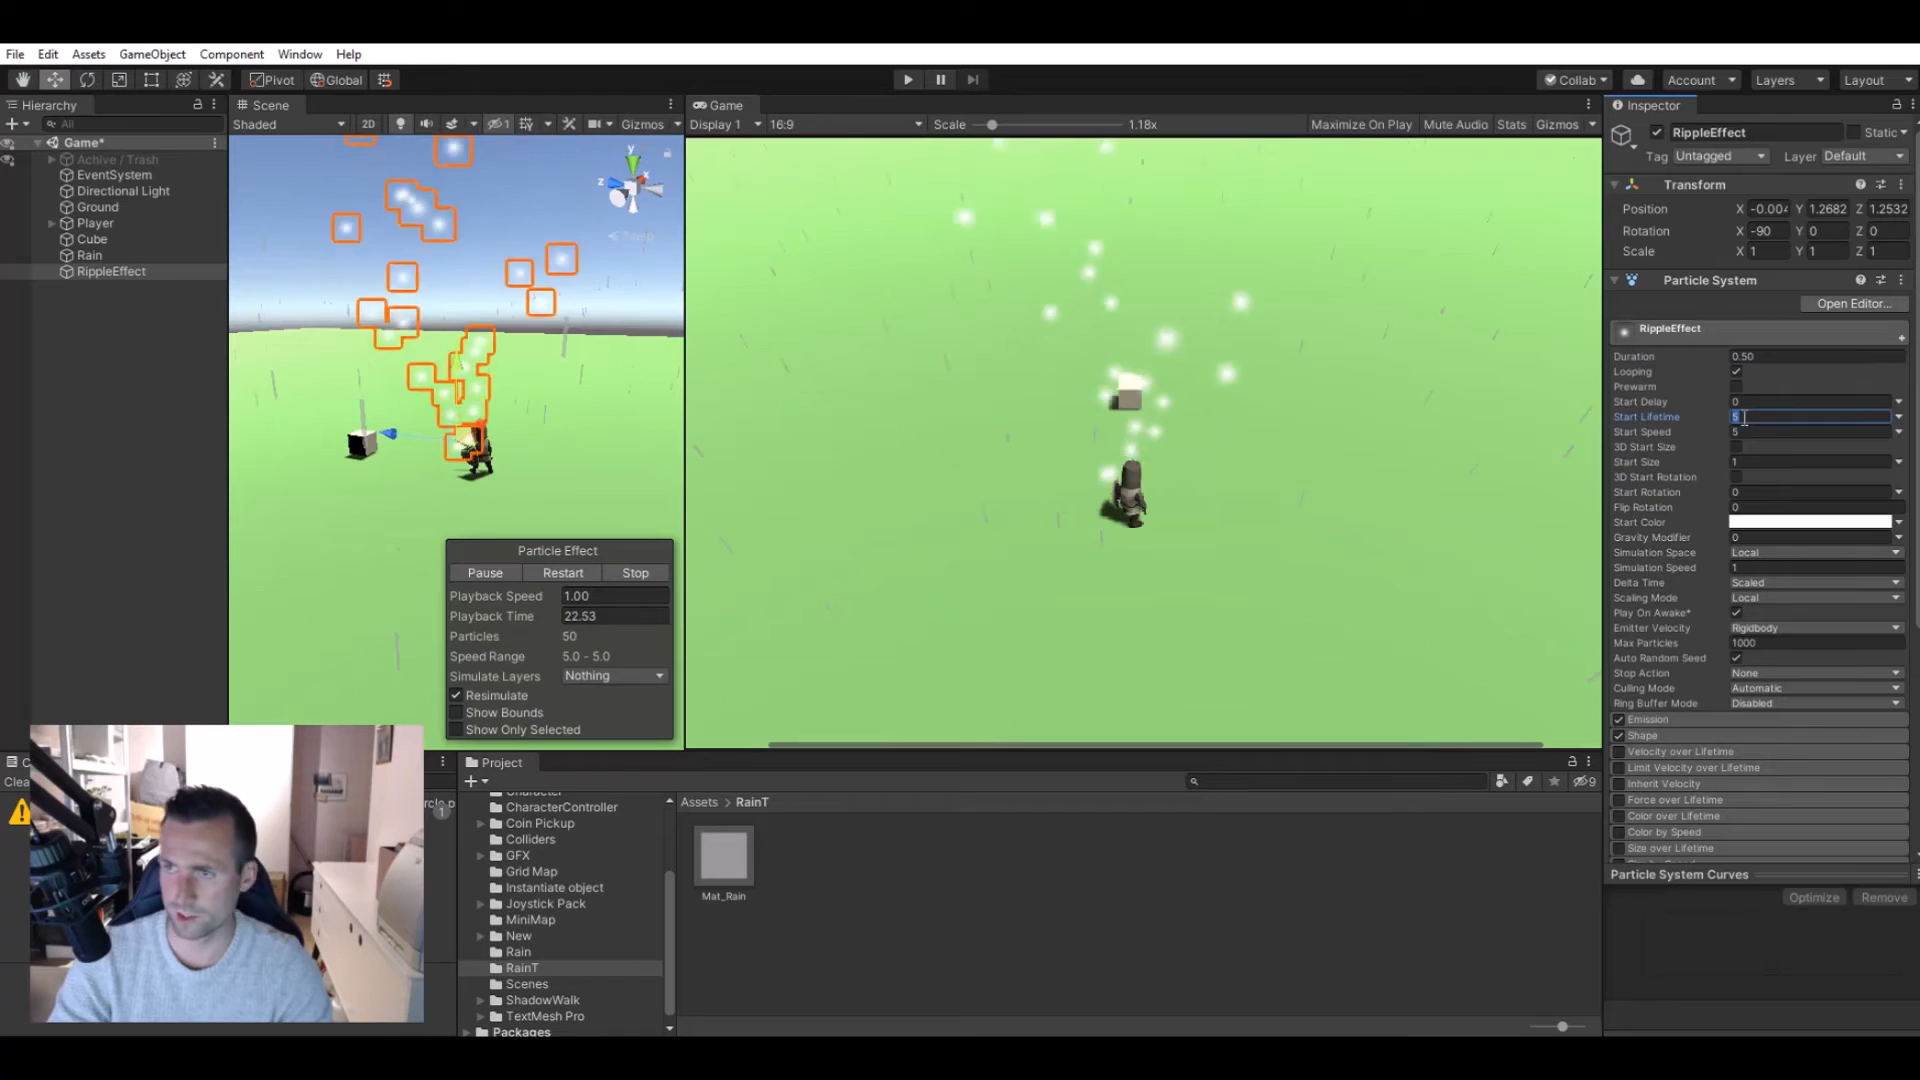 File Edit Assets GameObject Component Window Help
Pivot Global Collab Account Layers Layout
Hierarchy
All
Game*
Achive / Trash
EventSystem
Directional Light
Ground
Player
Cube
Rain
RippleEffect
Scene
Shaded 2D 1 Gizmos
y
x
z
Persp
Particle Effect
Pause Restart Stop
Playback Speed 1.00
Playback Time 22.53
Particles 50
Speed Range 5.0 - 5.0
Simulate Layers Nothing
Resimulate
Show Bounds
Show Only Selected
Game
Display 1 16:9 Scale 1.18x Maximize On Play Mute Audio Stats Gizmos
Inspector
RippleEffect Static
Tag Untagged Layer Default
Transform
Position X -0.004 Y 1.2682 Z 1.2532
Rotation X -90 Y 0 Z 0
Scale X 1 Y 1 Z 1
Particle System
Open Editor...
RippleEffect
Duration 0.50
Looping
Prewarm
Start Delay 0
Start Lifetime 5
Start Speed 5
3D Start Size
Start Size 1
3D Start Rotation
Start Rotation 0
Flip Rotation 0
Start Color
Gravity Modifier 0
Simulation Space Local
Simulation Speed 1
Delta Time Scaled
Scaling Mode Local
Play On Awake*
Emitter Velocity Rigidbody
Max Particles 1000
Auto Random Seed
Stop Action None
Culling Mode Automatic
Ring Buffer Mode Disabled
Emission
Shape
Velocity over Lifetime
Limit Velocity over Lifetime
Inherit Velocity
Force over Lifetime
Color over Lifetime
Color by Speed
Size over Lifetime
Particle System Curves
Optimize Remove
Project
9
CharacterController
Coin Pickup
Colliders
GFX
Grid Map
Instantiate object
Joystick Pack
MiniMap
New
Rain
RainT
Scenes
ShadowWalk
TextMesh Pro
Packages
Assets > RainT
Mat_Rain
1